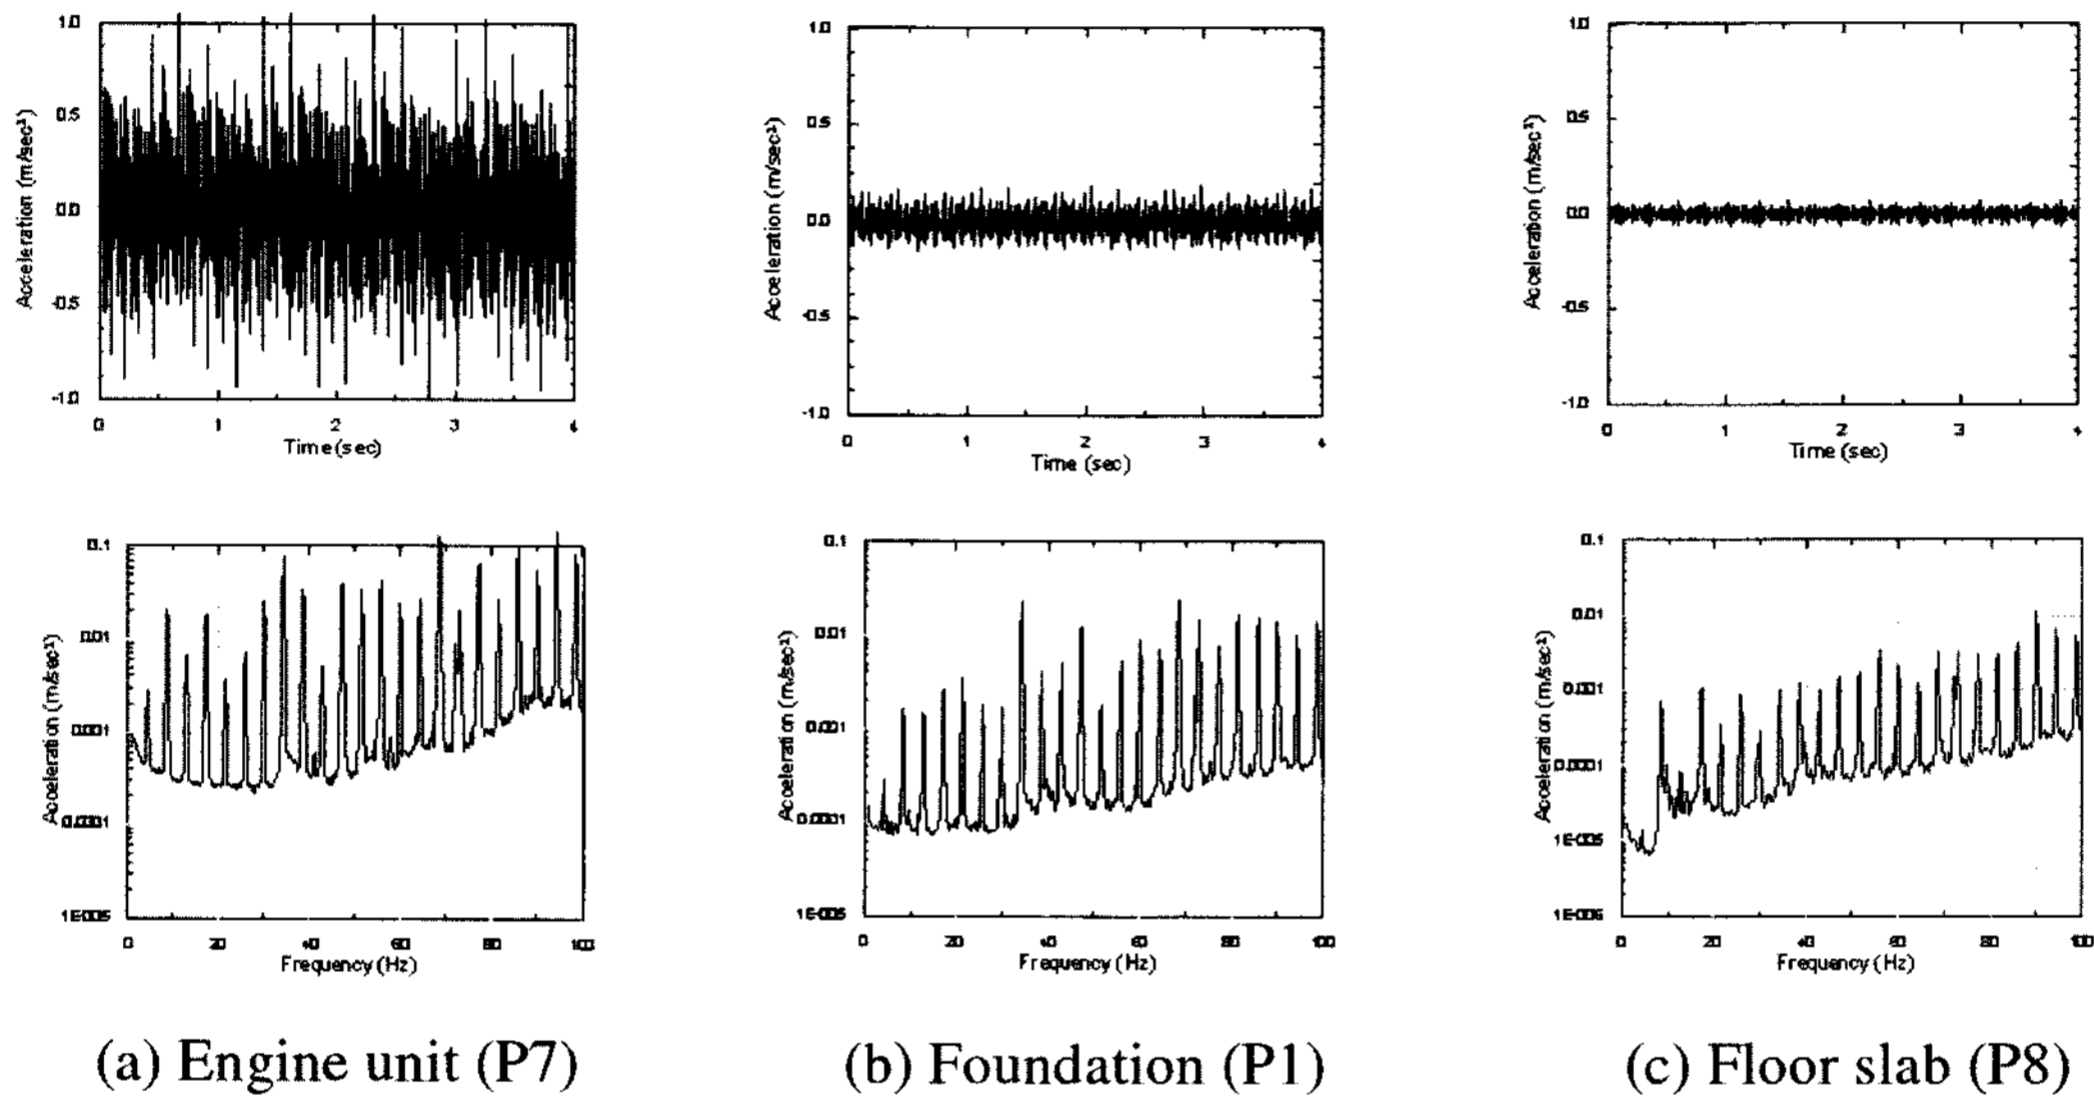 1.0
0.5
0.0
-0.5
-1.0
Acceleration (m/sec²)
0 1 2 3 4
Time (sec)
1.0
0.5
0.0
-0.5
-1.0
Acceleration (m/sec²)
0 1 2 3 4
Time (sec)
1.0
0.5
0.0
-0.5
-1.0
Acceleration (m/sec²)
0 1 2 3 4
Time (sec)
0.1
0.01
0.001
0.0001
1E-005
Acceleration (m/sec²)
0 20 40 60 80 100
Frequency (Hz)
0.1
0.01
0.001
0.0001
1E-005
Acceleration (m/sec²)
0 20 40 60 80 100
Frequency (Hz)
0.1
0.01
0.001
0.0001
1E-005
1E-006
Acceleration (m/sec²)
0 20 40 60 80 100
Frequency (Hz)
(a) Engine unit (P7)
(b) Foundation (P1)
(c) Floor slab (P8)